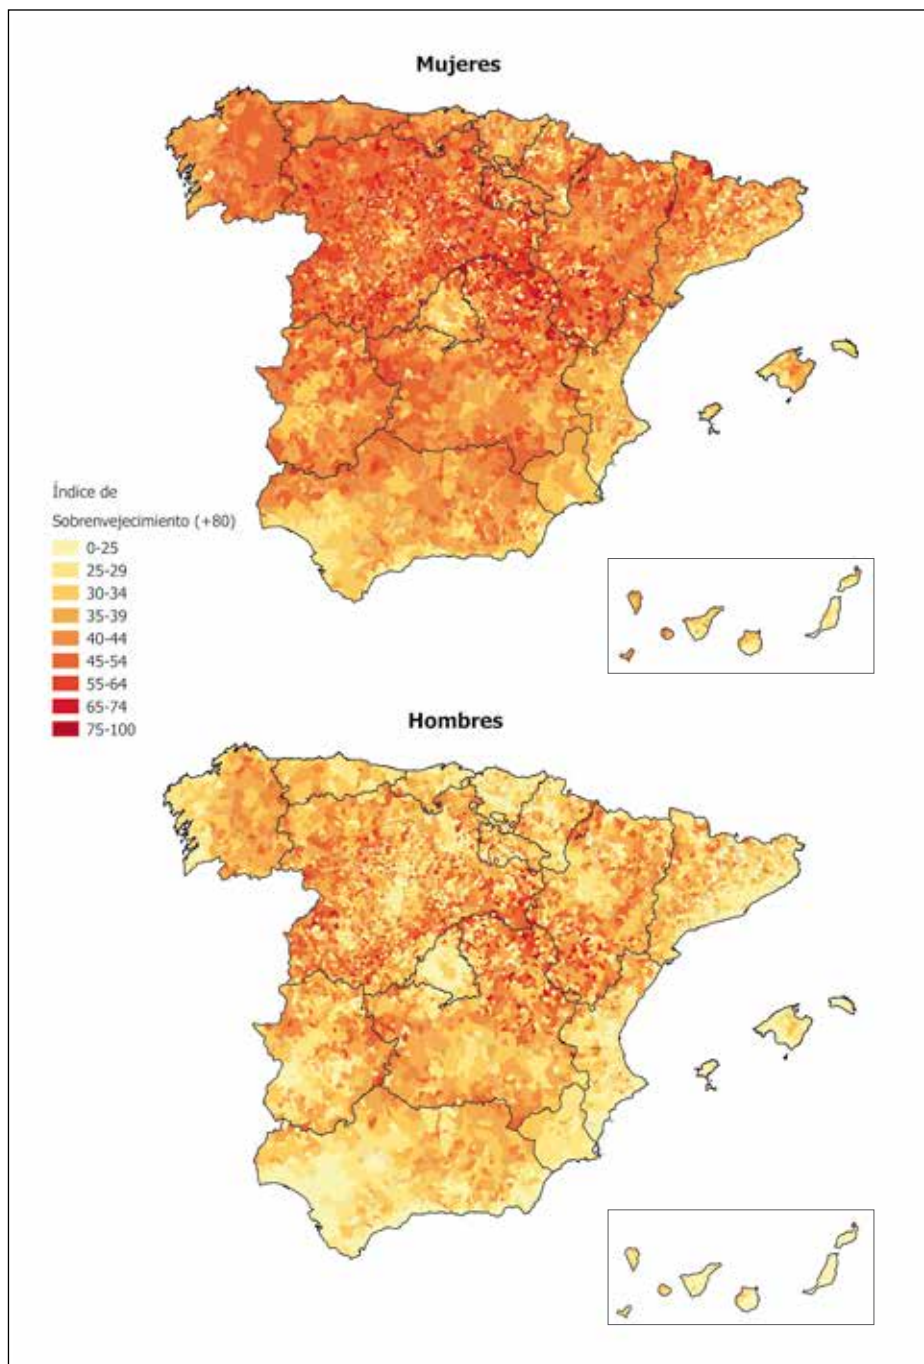 Mujeres
Índice de
Sobrenvejecimiento (+80)
0-25
25-29
30-34
35-39
40-44
45-54
55-64
65-74
75-100
Hombres